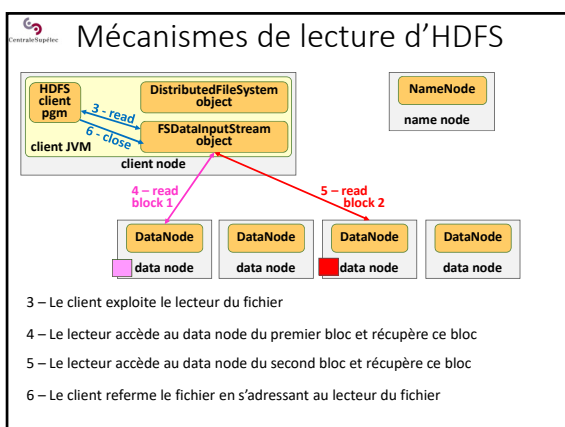 CentraleSupélec
Mécanismes de lecture d'HDFS
HDFS
client
pgm
DistributedFileSystem
object
3 - read
6 - close
FSDataInputStream
object
client JVM
client node
NameNode
name node
4 – read
block 1
5 – read
block 2
DataNode
data node
DataNode
data node
DataNode
data node
DataNode
data node
3 – Le client exploite le lecteur du fichier
4 – Le lecteur accède au data node du premier bloc et récupère ce bloc
5 – Le lecteur accède au data node du second bloc et récupère ce bloc
6 – Le client referme le fichier en s'adressant au lecteur du fichier